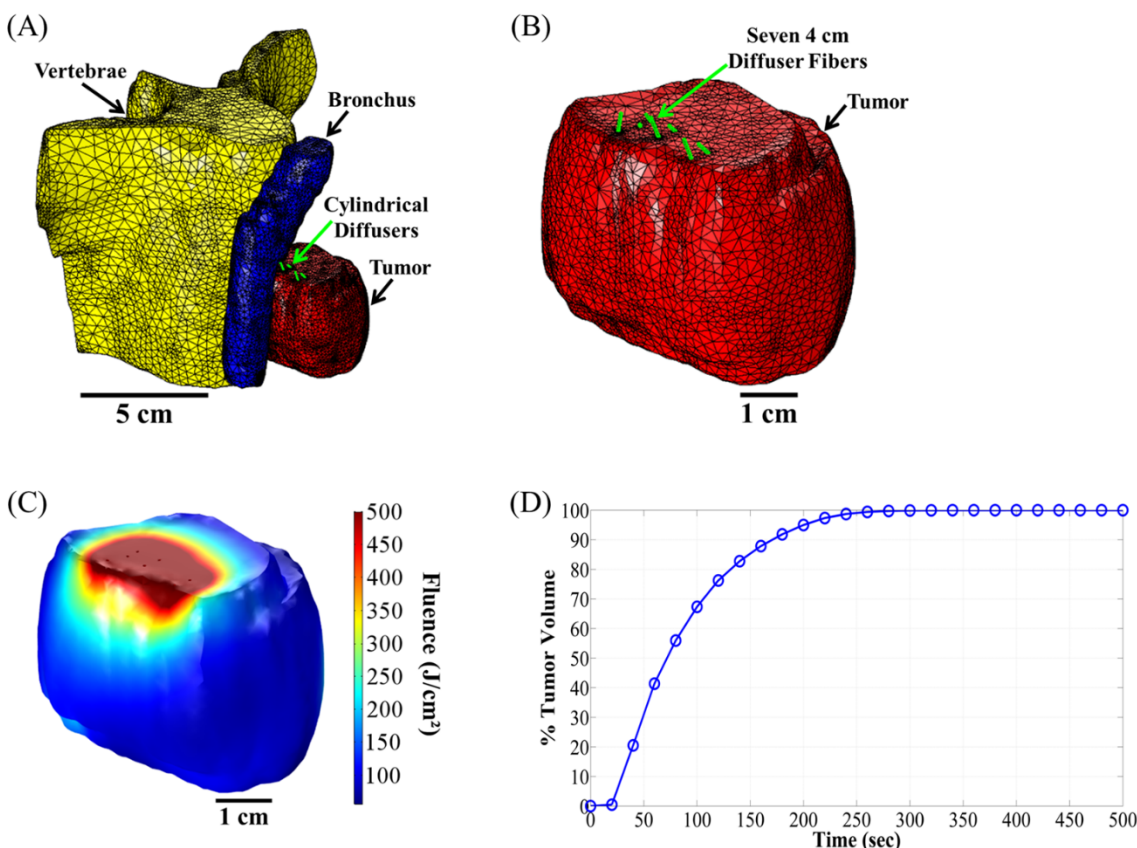 (A)
Vertebrae
Bronchus
Cylindrical
Diffusers
Tumor
5 cm
(B)
Seven 4 cm
Diffuser Fibers
Tumor
1 cm
(C)
500
450
400
350
300
250
200
150
100
Fluence (J/cm²)
1 cm
(D)
100
90
80
70
60
50
40
30
20
10
0
% Tumor Volume
0 50 100 150 200 250 300 350 400 450 500
Time (sec)